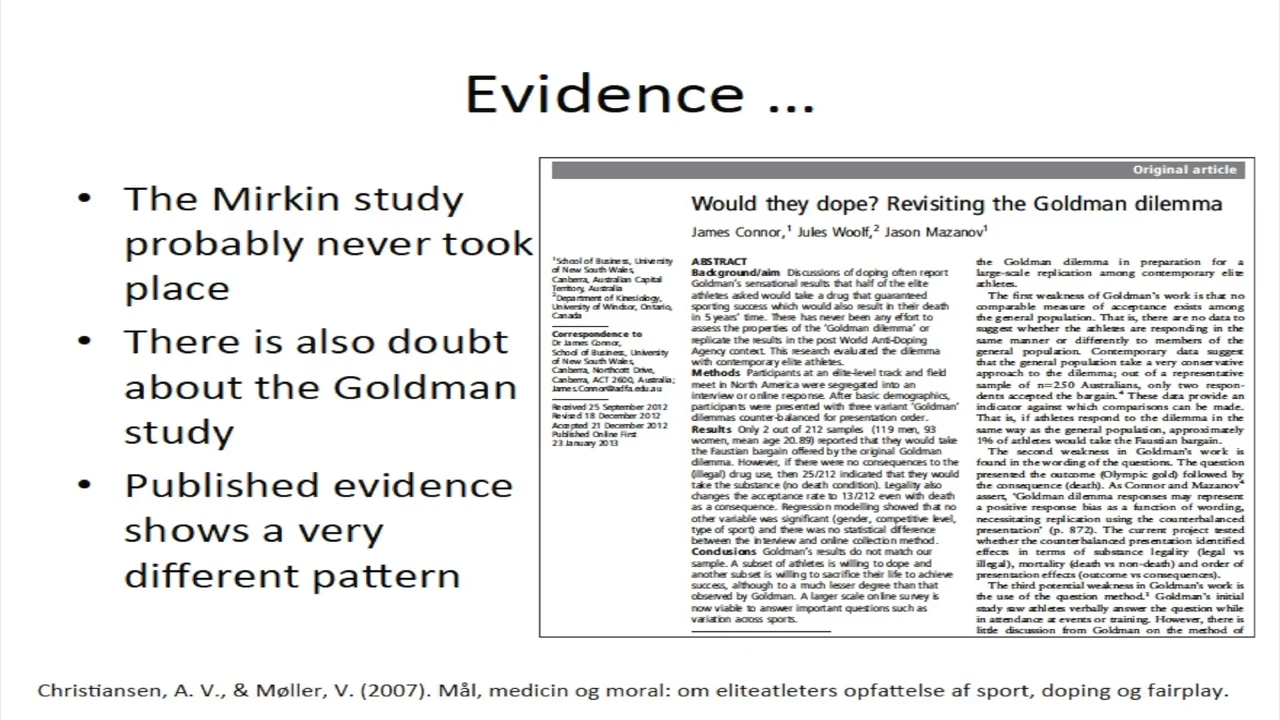 Evidence ...
• The Mirkin study
probably never took
place
• There is also doubt
about the Goldman
study
• Published evidence
shows a very
different pattern
Original article
Would they dope? Revisiting the Goldman dilemma
James Connor,¹ Jules Woolf,² Jason Mazanov¹
¹School of Business, University
of New South Wales,
Canberra, Australian Capital
Territory, Australia
²Department of Kinesiology,
University of Windsor, Ontario,
Canada
Correspondence to
Dr James Connor,
School of Business, University
of New South Wales,
Canberra, Northcott Drive,
Canberra, ACT 2600, Australia;
James.Connor@adfa.edu.au
Received 25 September 2012
Revised 18 December 2012
Accepted 21 December 2012
Published Online First
23 January 2013
ABSTRACT
Background/aim Discussions of doping often report
Goldman's sensational results that half of the elite
athletes asked would take a drug that guaranteed
sporting success which would also result in their death
in 5 years' time. There has never been any effort to
assess the properties of the 'Goldman dilemma' or
replicate the results in the post World Anti-Doping
Agency context. This research evaluated the dilemma
with contemporary elite athletes.
Methods Participants at an elite-level track and field
meet in North America were segregated into an
interview or online response. After basic demographics,
participants were presented with three variant 'Goldman'
dilemmas counter-balanced for presentation order.
Results Only 2 out of 212 samples (119 men, 93
women, mean age 20.89) reported that they would take
the Faustian bargain offered by the original Goldman
dilemma. However, if there were no consequences to the
(illegal) drug use, then 25/212 indicated that they would
take the substance (no death condition). Legality also
changes the acceptance rate to 13/212 even with death
as a consequence. Regression modelling showed that no
other variable was significant (gender, competitive level,
type of sport) and there was no statistical difference
between the interview and online collection method.
Conclusions Goldman's results do not match our
sample. A subset of athletes is willing to dope and
another subset is willing to sacrifice their life to achieve
success, although to a much lesser degree than that
observed by Goldman. A larger scale online survey is
now viable to answer important questions such as
variation across sports.
the Goldman dilemma in preparation for a
large-scale replication among contemporary elite
athletes.
The first weakness of Goldman's work is that no
comparable measure of acceptance exists among
the general population. That is, there are no data to
suggest whether the athletes are responding in the
same manner or differently to members of the
general population. Contemporary data suggest
that the general population take a very conservative
approach to the dilemma; out of a representative
sample of n=250 Australians, only two respon-
dents accepted the bargain.⁴ These data provide an
indicator against which comparisons can be made.
That is, if athletes respond to the dilemma in the
same way as the general population, approximately
1% of athletes would take the Faustian bargain.
The second weakness in Goldman's work is
found in the wording of the questions. The question
presented the outcome (Olympic gold) followed by
the consequence (death). As Connor and Mazanov⁴
assert, 'Goldman dilemma responses may represent
a positive response bias as a function of wording,
necessitating replication using the counterbalanced
presentation' (p. 872). The current project tested
whether the counterbalanced presentation identified
effects in terms of substance legality (legal vs
illegal), mortality (death vs non-death) and order of
presentation effects (outcome vs consequences).
The third potential weakness in Goldman's work is
the use of the question method.³ Goldman's initial
study saw athletes verbally answer the question while
in attendance at events or training. However, there is
little discussion from Goldman on the method of
Christiansen, A. V., & Møller, V. (2007). Mål, medicin og moral: om eliteatleters opfattelse af sport, doping og fairplay.